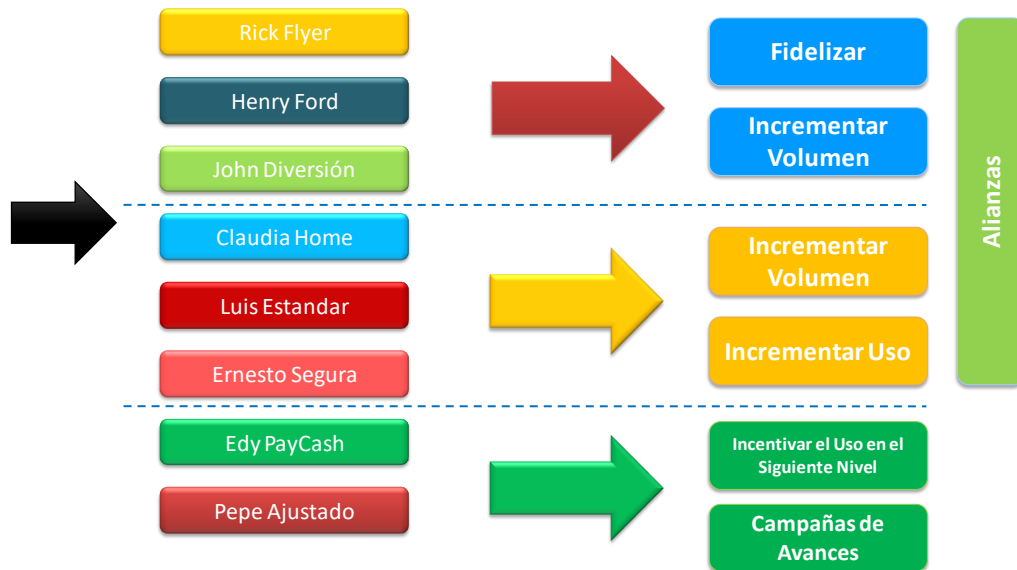 Rick Flyer
Henry Ford
John Diversión
Claudia Home
Luis Estandar
Ernesto Segura
Edy PayCash
Pepe Ajustado
Fidelizar
Incrementar
Volumen
Incrementar
Volumen
Incrementar Uso
Incentivar el Uso en el
Siguiente Nivel
Campañas de
Avances
Alianzas